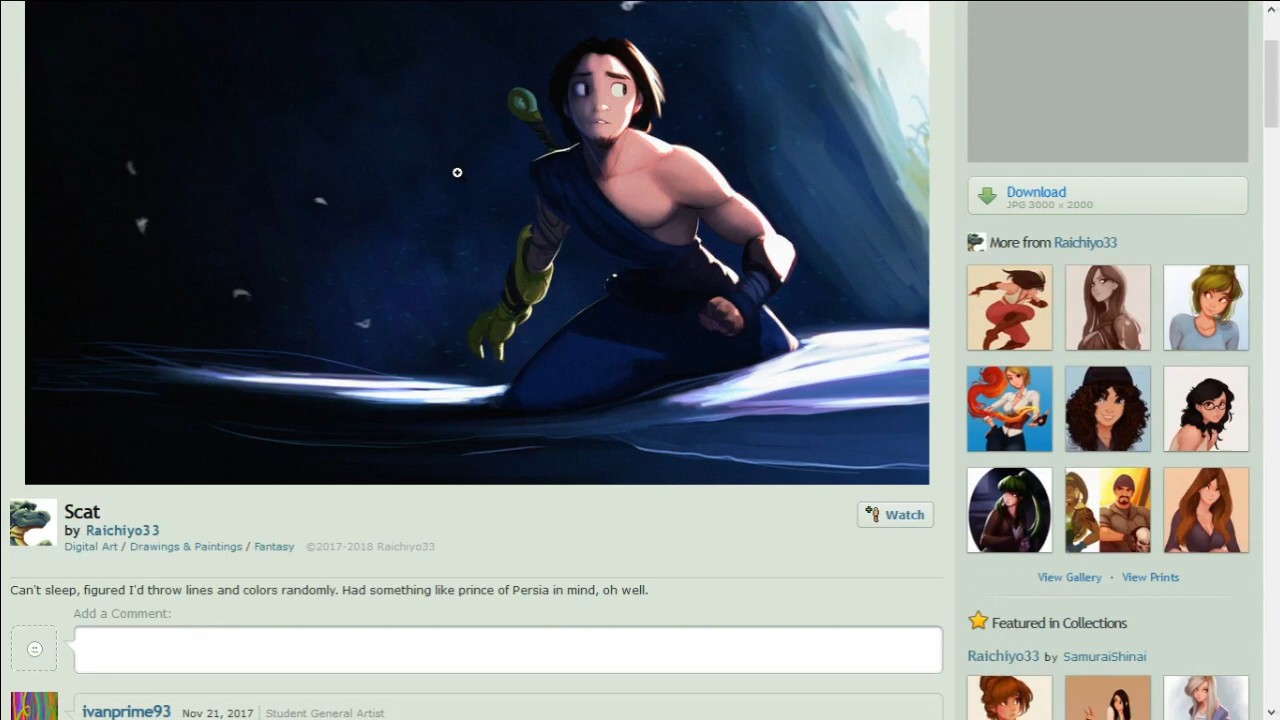 Download
JPG 3000 × 2000
More from Raichiyo33
Scat
by Raichiyo33
Digital Art / Drawings & Paintings / Fantasy ©2017-2018 Raichiyo33
Watch
Can't sleep, figured I'd throw lines and colors randomly. Had something like prince of Persia in mind, oh well.
Add a Comment:
ivanprime93 Nov 21, 2017 Student General Artist
View Gallery · View Prints
Featured in Collections
Raichiyo33 by SamuraiShinai